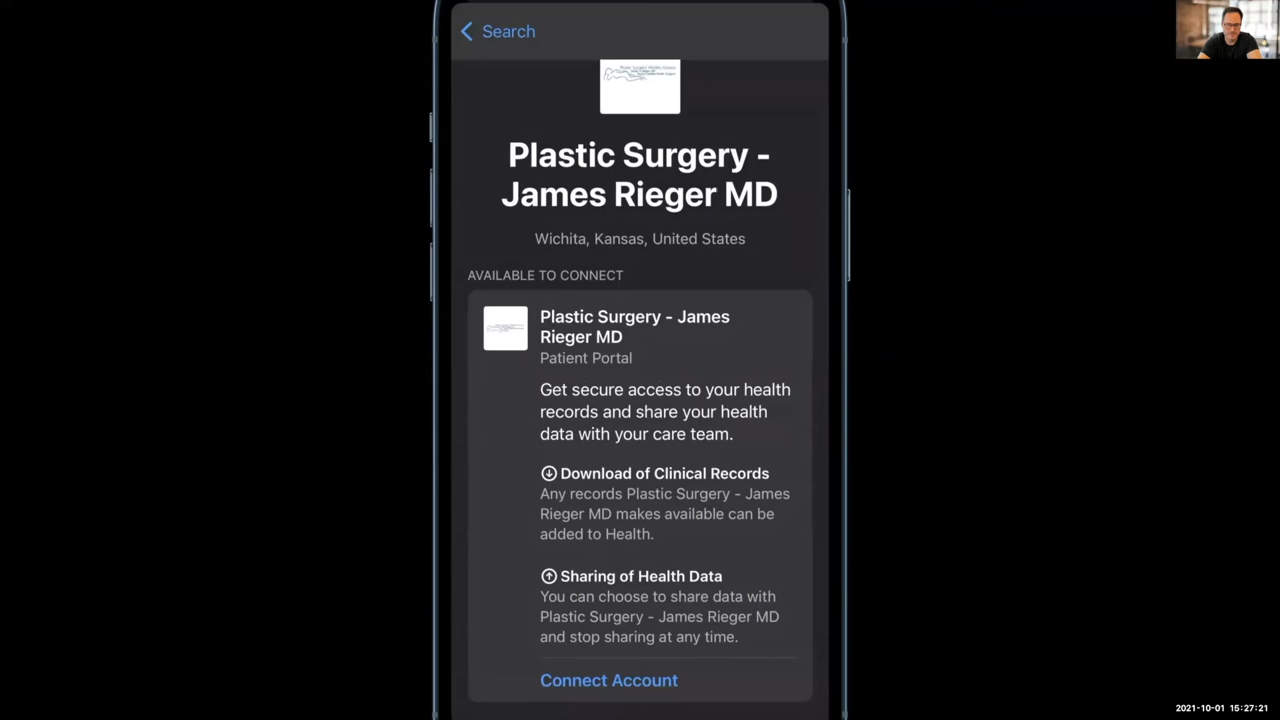 Search
Plastic Surgery -
James Rieger MD
Wichita, Kansas, United States
AVAILABLE TO CONNECT
Plastic Surgery - James
Rieger MD
Patient Portal
Get secure access to your health
records and share your health
data with your care team.
Download of Clinical Records
Any records Plastic Surgery - James
Rieger MD makes available can be
added to Health.
Sharing of Health Data
You can choose to share data with
Plastic Surgery - James Rieger MD
and stop sharing at any time.
Connect Account
2021-10-01 15:27:21